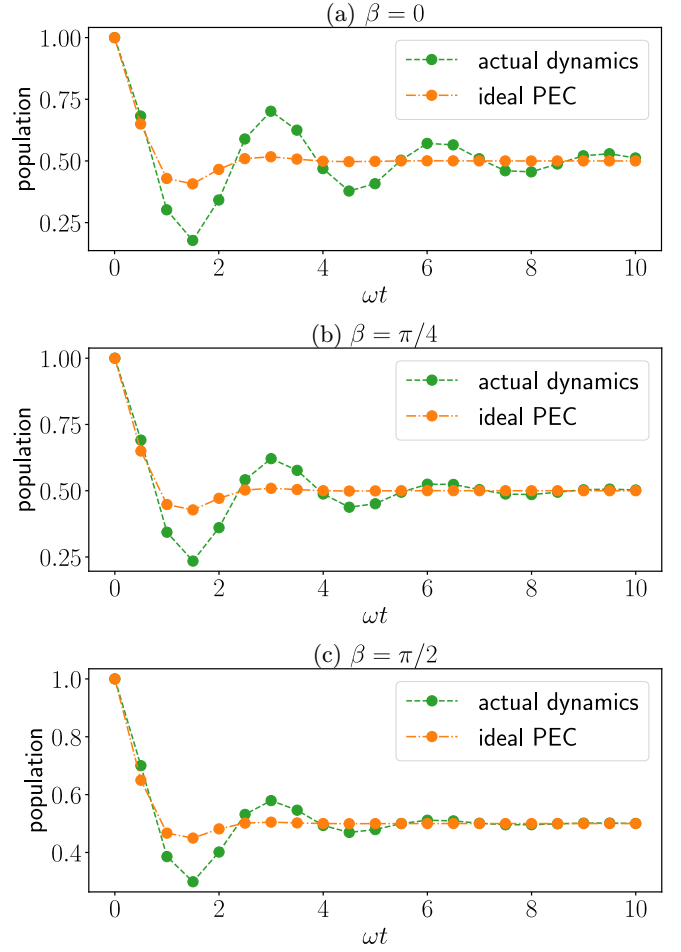 (a) β = 0
1.00
0.75
0.50
0.25
population
actual dynamics
ideal PEC
0 2 4 6 8 10
ωt
(b) β = π/4
1.00
0.75
0.50
0.25
population
actual dynamics
ideal PEC
0 2 4 6 8 10
ωt
(c) β = π/2
1.0
0.8
0.6
0.4
population
actual dynamics
ideal PEC
0 2 4 6 8 10
ωt